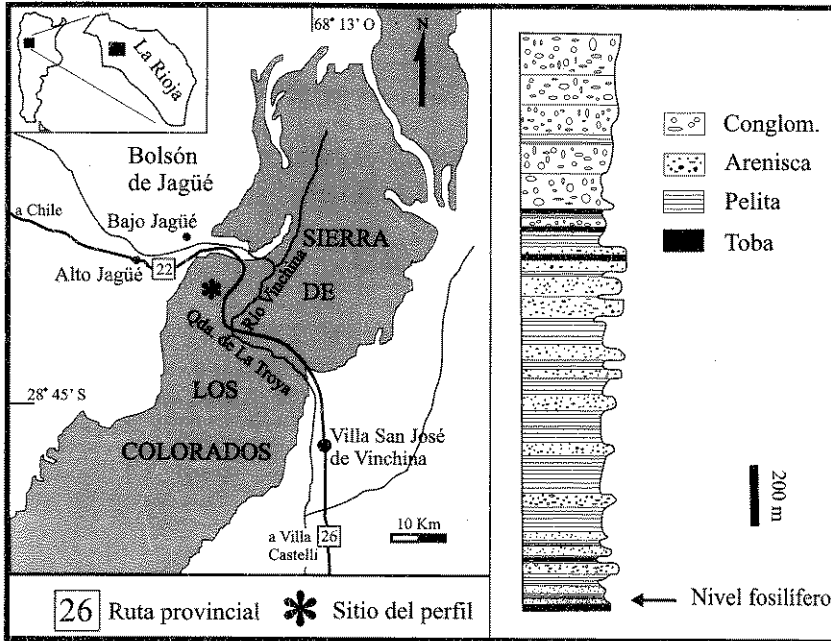 68° 13' O
N
La Rioja
Bolsón
de Jagüé
a Chile
Bajo Jagüé
Alto Jagüé
22
SIERRA
DE
Río Vinchina
Qda. de La Troya
28° 45' S
LOS
COLORADOS
Villa San José
de Vinchina
a Villa
Castelli
26
10 Km
26 Ruta provincial
Sitio del perfil
Conglom.
Arenisca
Pelita
Toba
200 m
Nivel fosilífero